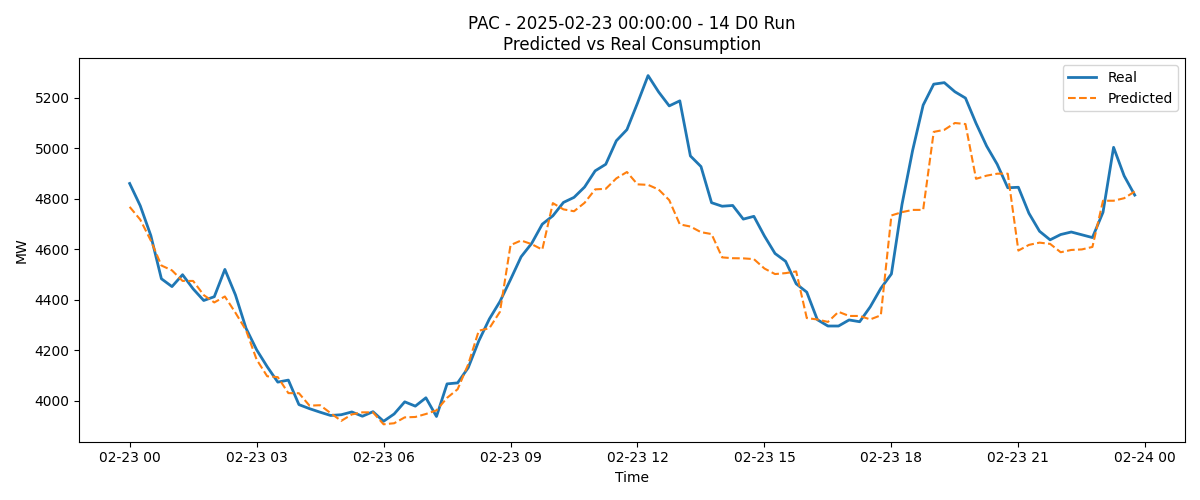 PAC - 2025-02-23 00:00:00 - 14 D0 Run
Predicted vs Real Consumption
Real
Predicted
MW
5200
5000
4800
4600
4400
4200
4000
02-23 00
02-23 03
02-23 06
02-23 09
02-23 12
02-23 15
02-23 18
02-23 21
02-24 00
Time